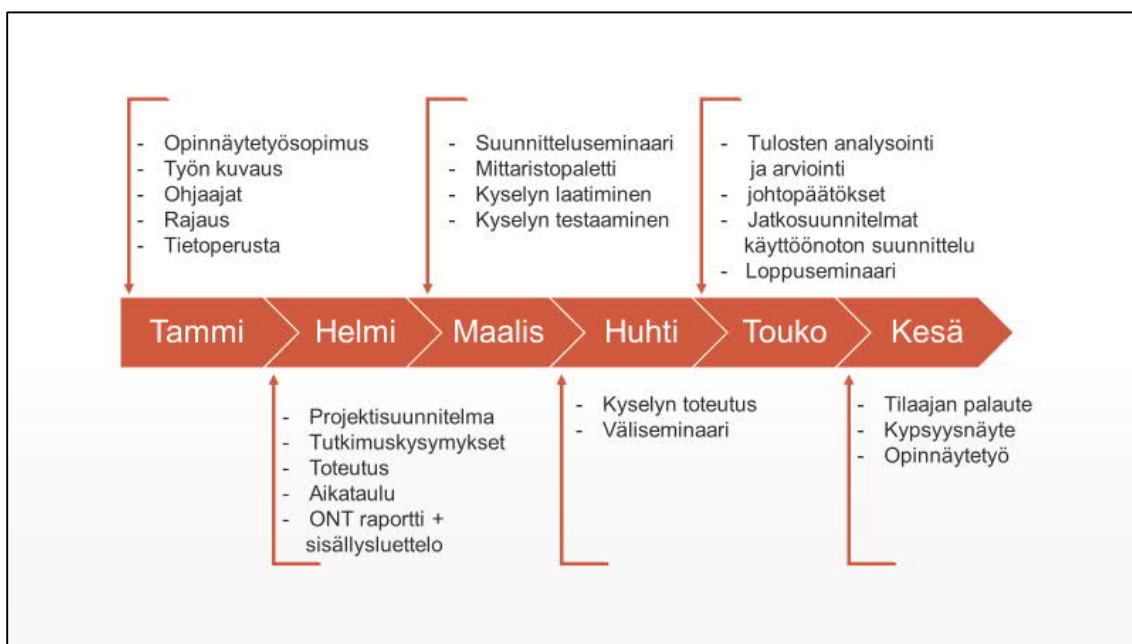 - Opinnäytetyösopimus
- Työn kuvaus
- Ohjaajat
- Rajaus
- Tietoperusta
- Suunnitteluseminaari
- Mittaristopaletti
- Kyselyn laatiminen
- Kyselyn testaaminen
- Tulosten analysointi
ja arviointi
- johtopäätökset
- Jatkosuunnitelmat
käyttöönoton suunnittelu
- Loppuseminaari
Tammi
Helmi
Maalis
Huhti
Touko
Kesä
- Projektisuunnitelma
- Tutkimuskysymykset
- Toteutus
- Aikataulu
- ONT raportti +
sisällysluettelo
- Kyselyn toteutus
- Väliseminaari
- Tilaajan palaute
- Kypsyysnäyte
- Opinnäytetyö